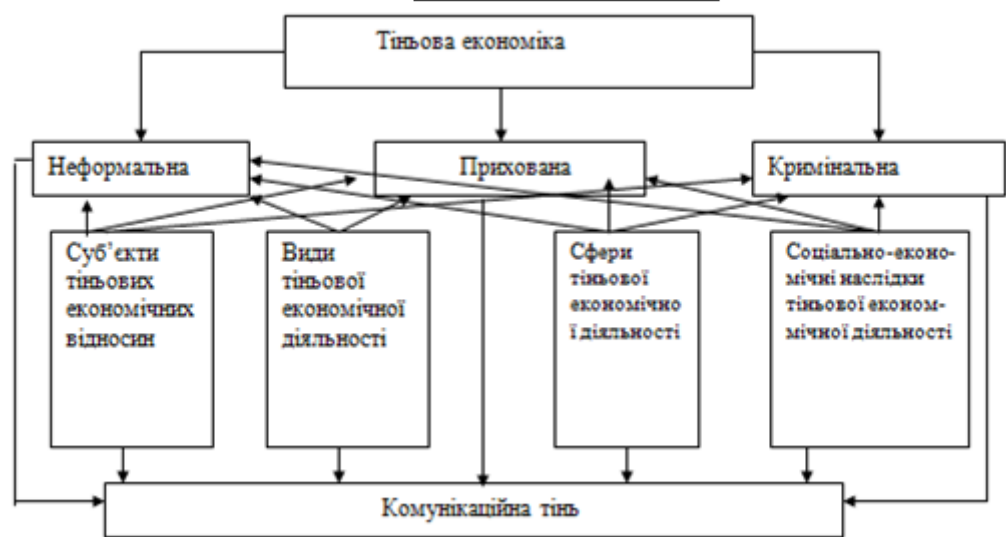 Тіньова економіка
Неформальна
Прихована
Кримінальна
Суб’єкти
тіньових
економічних
відносин
Види
тіньової
економічної
діяльності
Сфери
тіньової
економічно
ї діяльності
Соціально-еконо-
мічні наслідки
тіньової економ-
мічної діяльності
Комунікаційна тінь